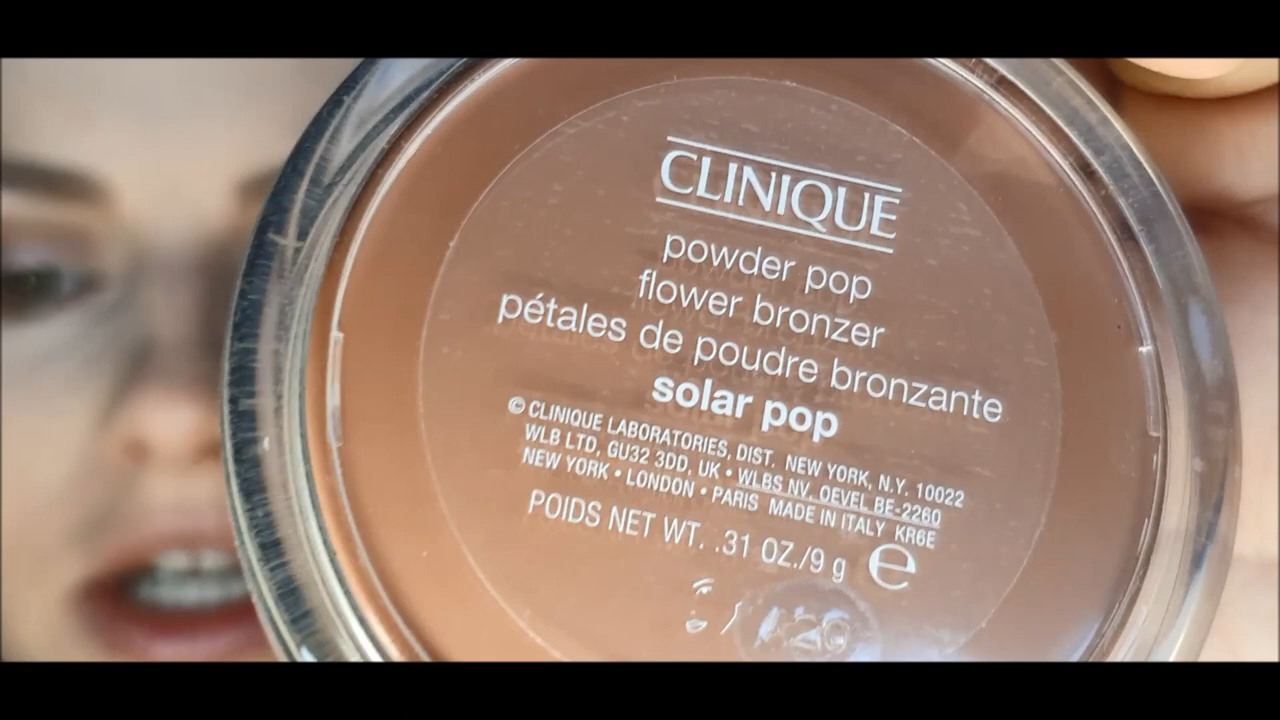 CLINIQUE
powder pop
flower bronzer
pétales de poudre bronzante
solar pop
© CLINIQUE LABORATORIES, DIST. NEW YORK, N.Y. 10022
WLB LTD, GU32 3DD, UK • WLBS NV, OEVEL BE-2260
NEW YORK • LONDON • PARIS MADE IN ITALY KR6E
POIDS NET WT. .31 OZ./9 g ℮